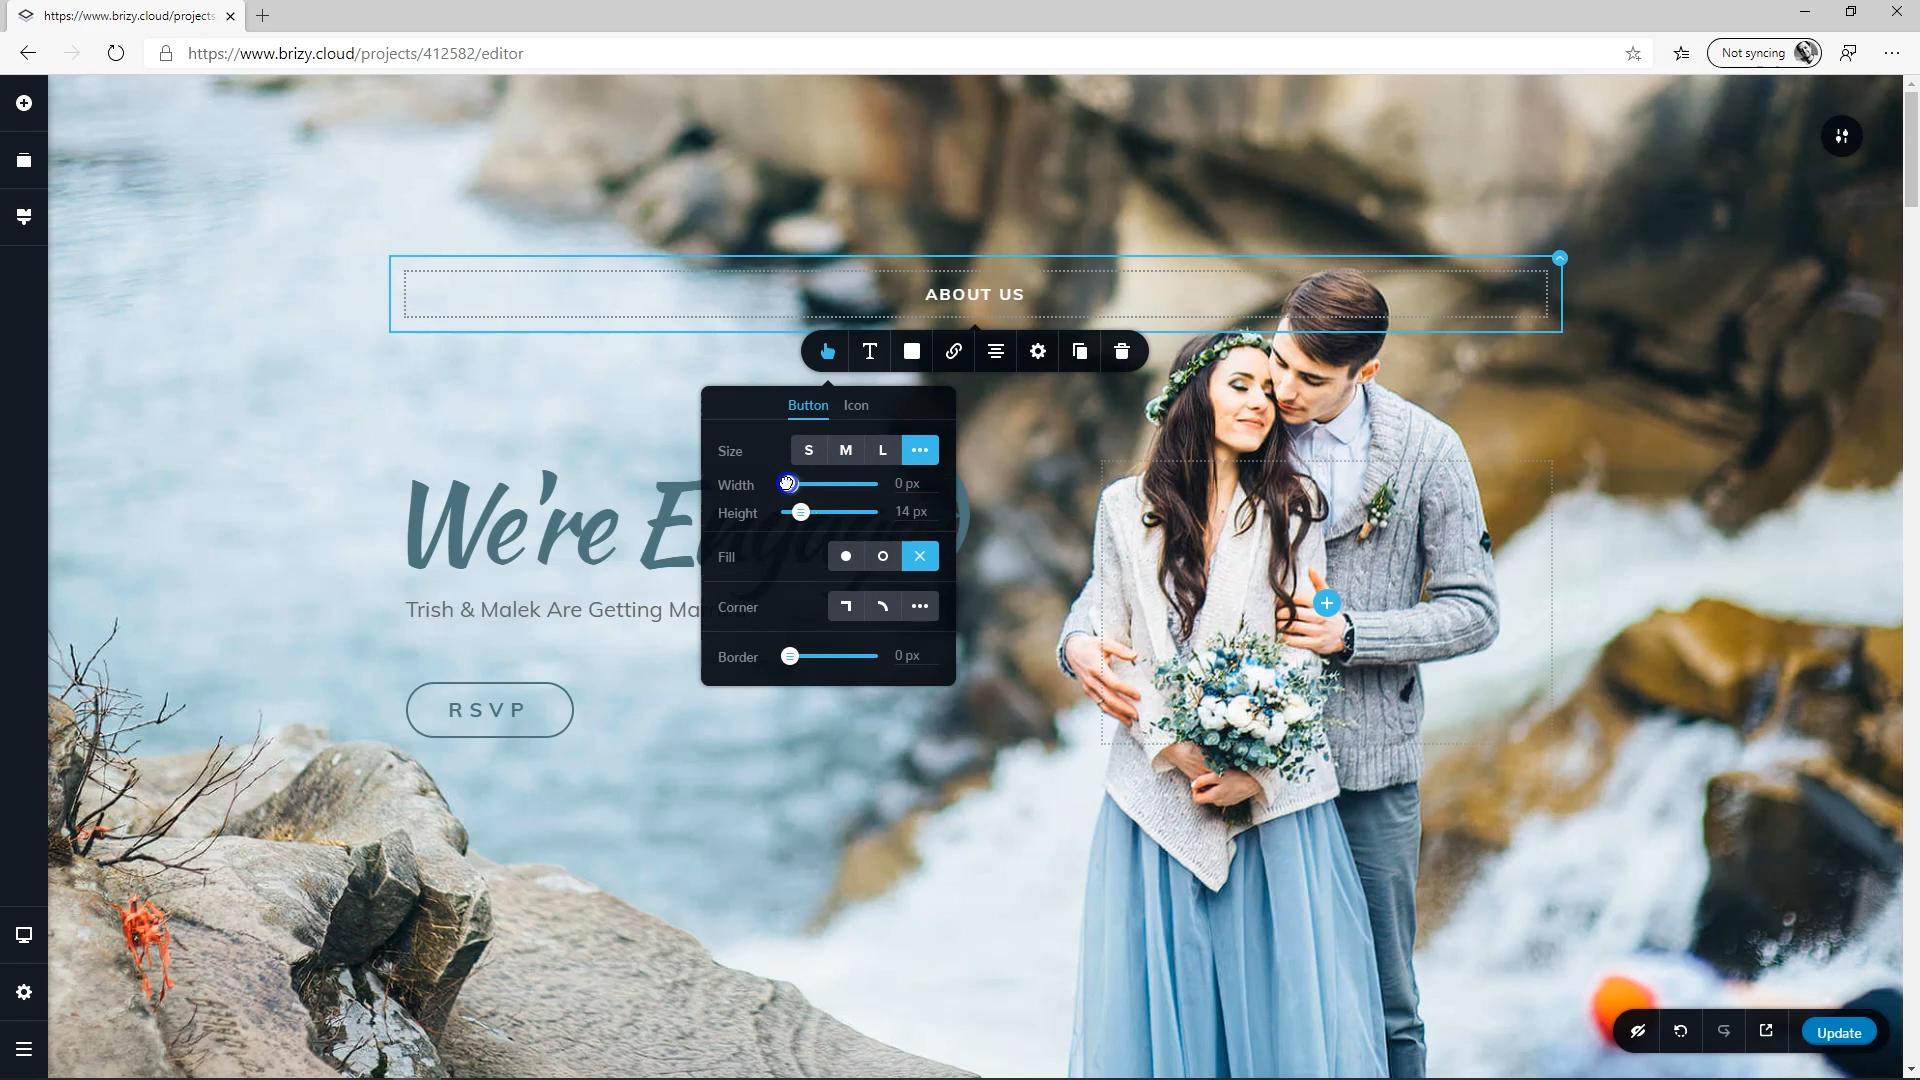 https://www.brizy.cloud/projects
https://www.brizy.cloud/projects/412582/editor
Not syncing
ABOUT US
Button Icon
Size S M L
Width 0 px
Height 14 px
Fill
Corner
Border 0 px
We're
Trish & Malek Are Getting
RSVP
Update